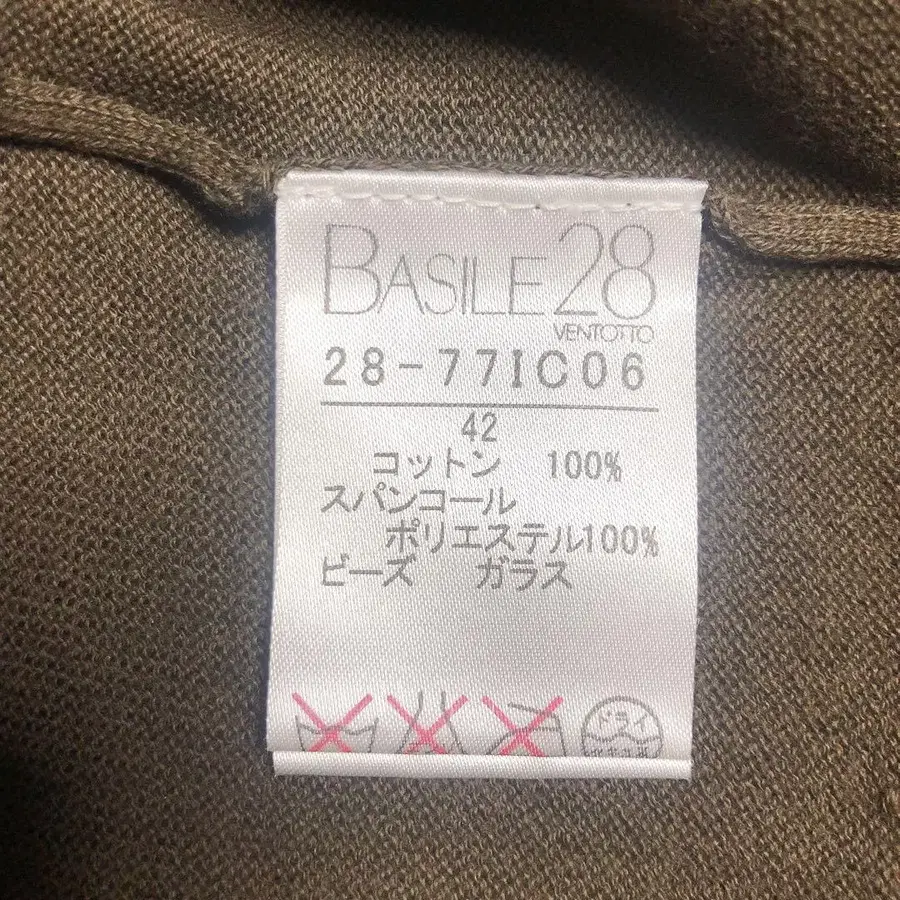 BASILE28
VENTOTTO
28-77IC06
42
コットン 100%
スパンコール
ポリエステル100%
ビーズ ガラス
ドライ